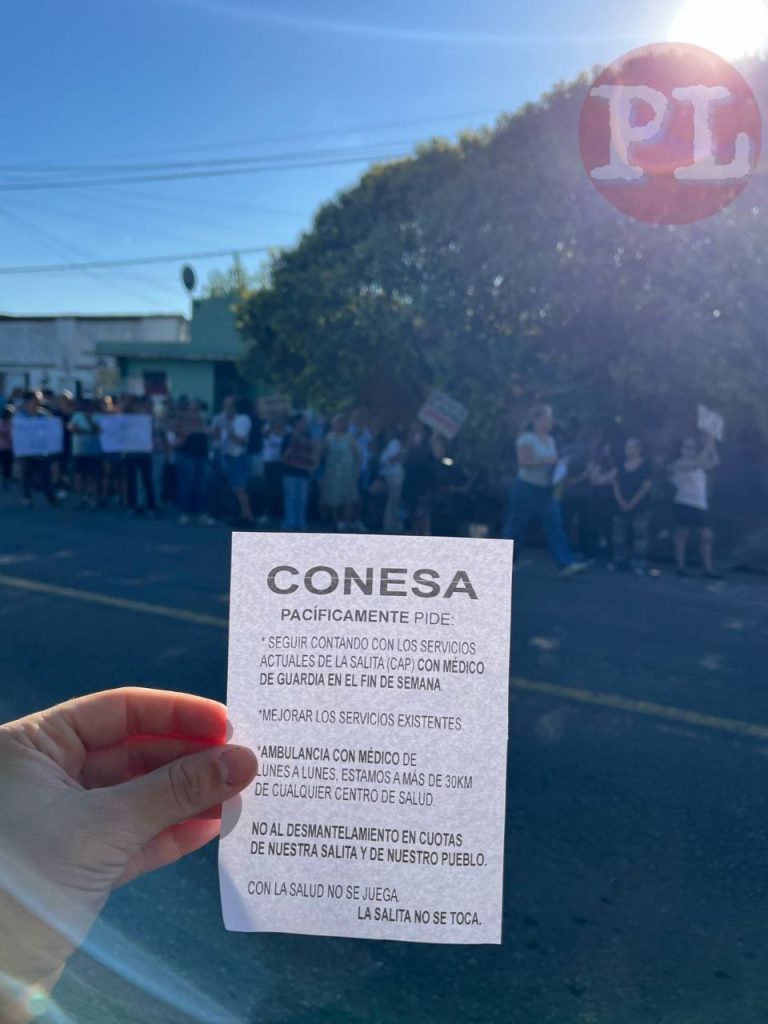 PL
CONESA
PACÍFICAMENTE PIDE:
* SEGUIR CONTANDO CON LOS SERVICIOS
ACTUALES DE LA SALITA (CAP) CON MÉDICO
DE GUARDIA EN EL FIN DE SEMANA.
*MEJORAR LOS SERVICIOS EXISTENTES
*AMBULANCIA CON MÉDICO DE
LUNES A LUNES, ESTAMOS A MÁS DE 30KM
DE CUALQUIER CENTRO DE SALUD.
NO AL DESMANTELAMIENTO EN CUOTAS
DE NUESTRA SALITA Y DE NUESTRO PUEBLO.
CON LA SALUD NO SE JUEGA.
LA SALITA NO SE TOCA.